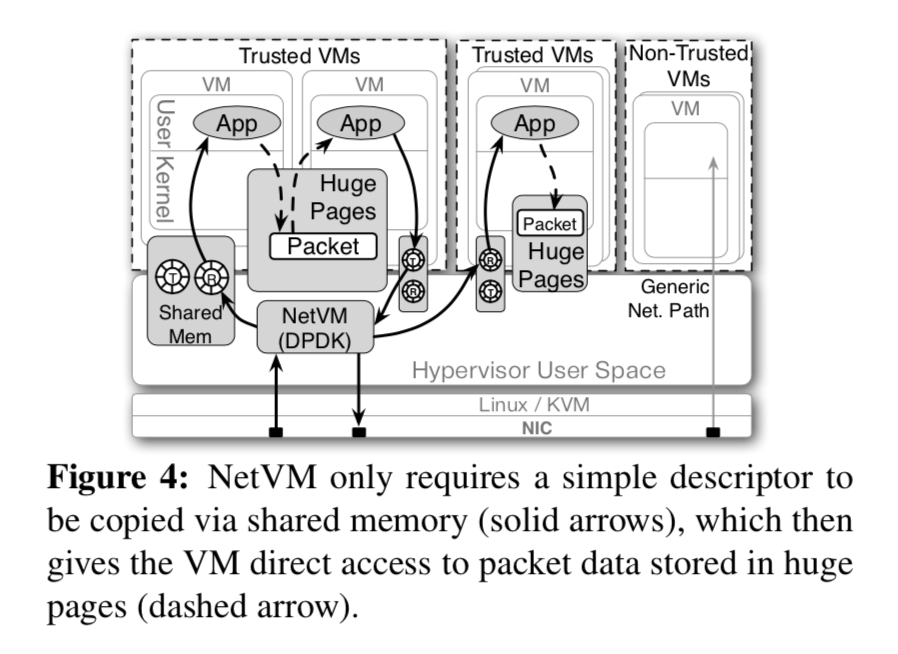 Trusted VMs
Trusted VMs
Non-Trusted
VMs
VM
VM
VM
VM
User
Kernel
App
App
App
Huge
Pages
Packet
Packet
Huge
Pages
T
R
Shared
Mem
T
R
R
T
NetVM
(DPDK)
Generic
Net. Path
Hypervisor User Space
Linux / KVM
NIC
Figure 4: NetVM only requires a simple descriptor to
be copied via shared memory (solid arrows), which then
gives the VM direct access to packet data stored in huge
pages (dashed arrow).